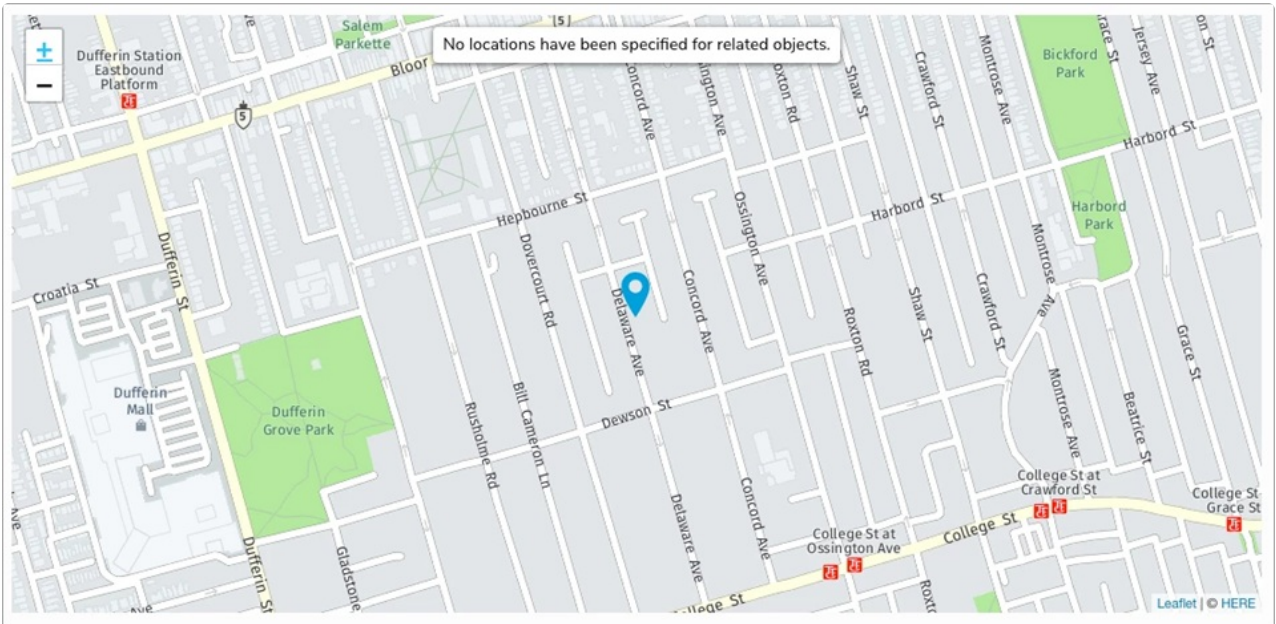 Salem
Parkette
[5]
No locations have been specified for related objects.
±
−
Dufferin Station
Eastbound
Platform
Bloor
5
Concord Ave
Roxton Rd
Shaw St
Crawford St
Montrose Ave
Bickford
Park
Jersey Ave
Harbord St
Hepbourne St
Harbord St
Harbord
Park
Ossington Ave
Dovercourt Rd
Dufferin St
Croatia St
Delaware Ave
Concord Ave
Roxton Rd
Shaw St
Crawford St
Montrose Ave
Grace St
Dufferin
Mall
Dufferin
Grove Park
Dewson St
Rusholme Rd
Bill Cameron Ln
Montrose Ave
Beatrice St
Delaware Ave
Concord Ave
College St at
Crawford St
College St
Grace St
College St at
Ossington Ave
College St
Dufferin St
Gladstone
Ave
Leaflet | © HERE